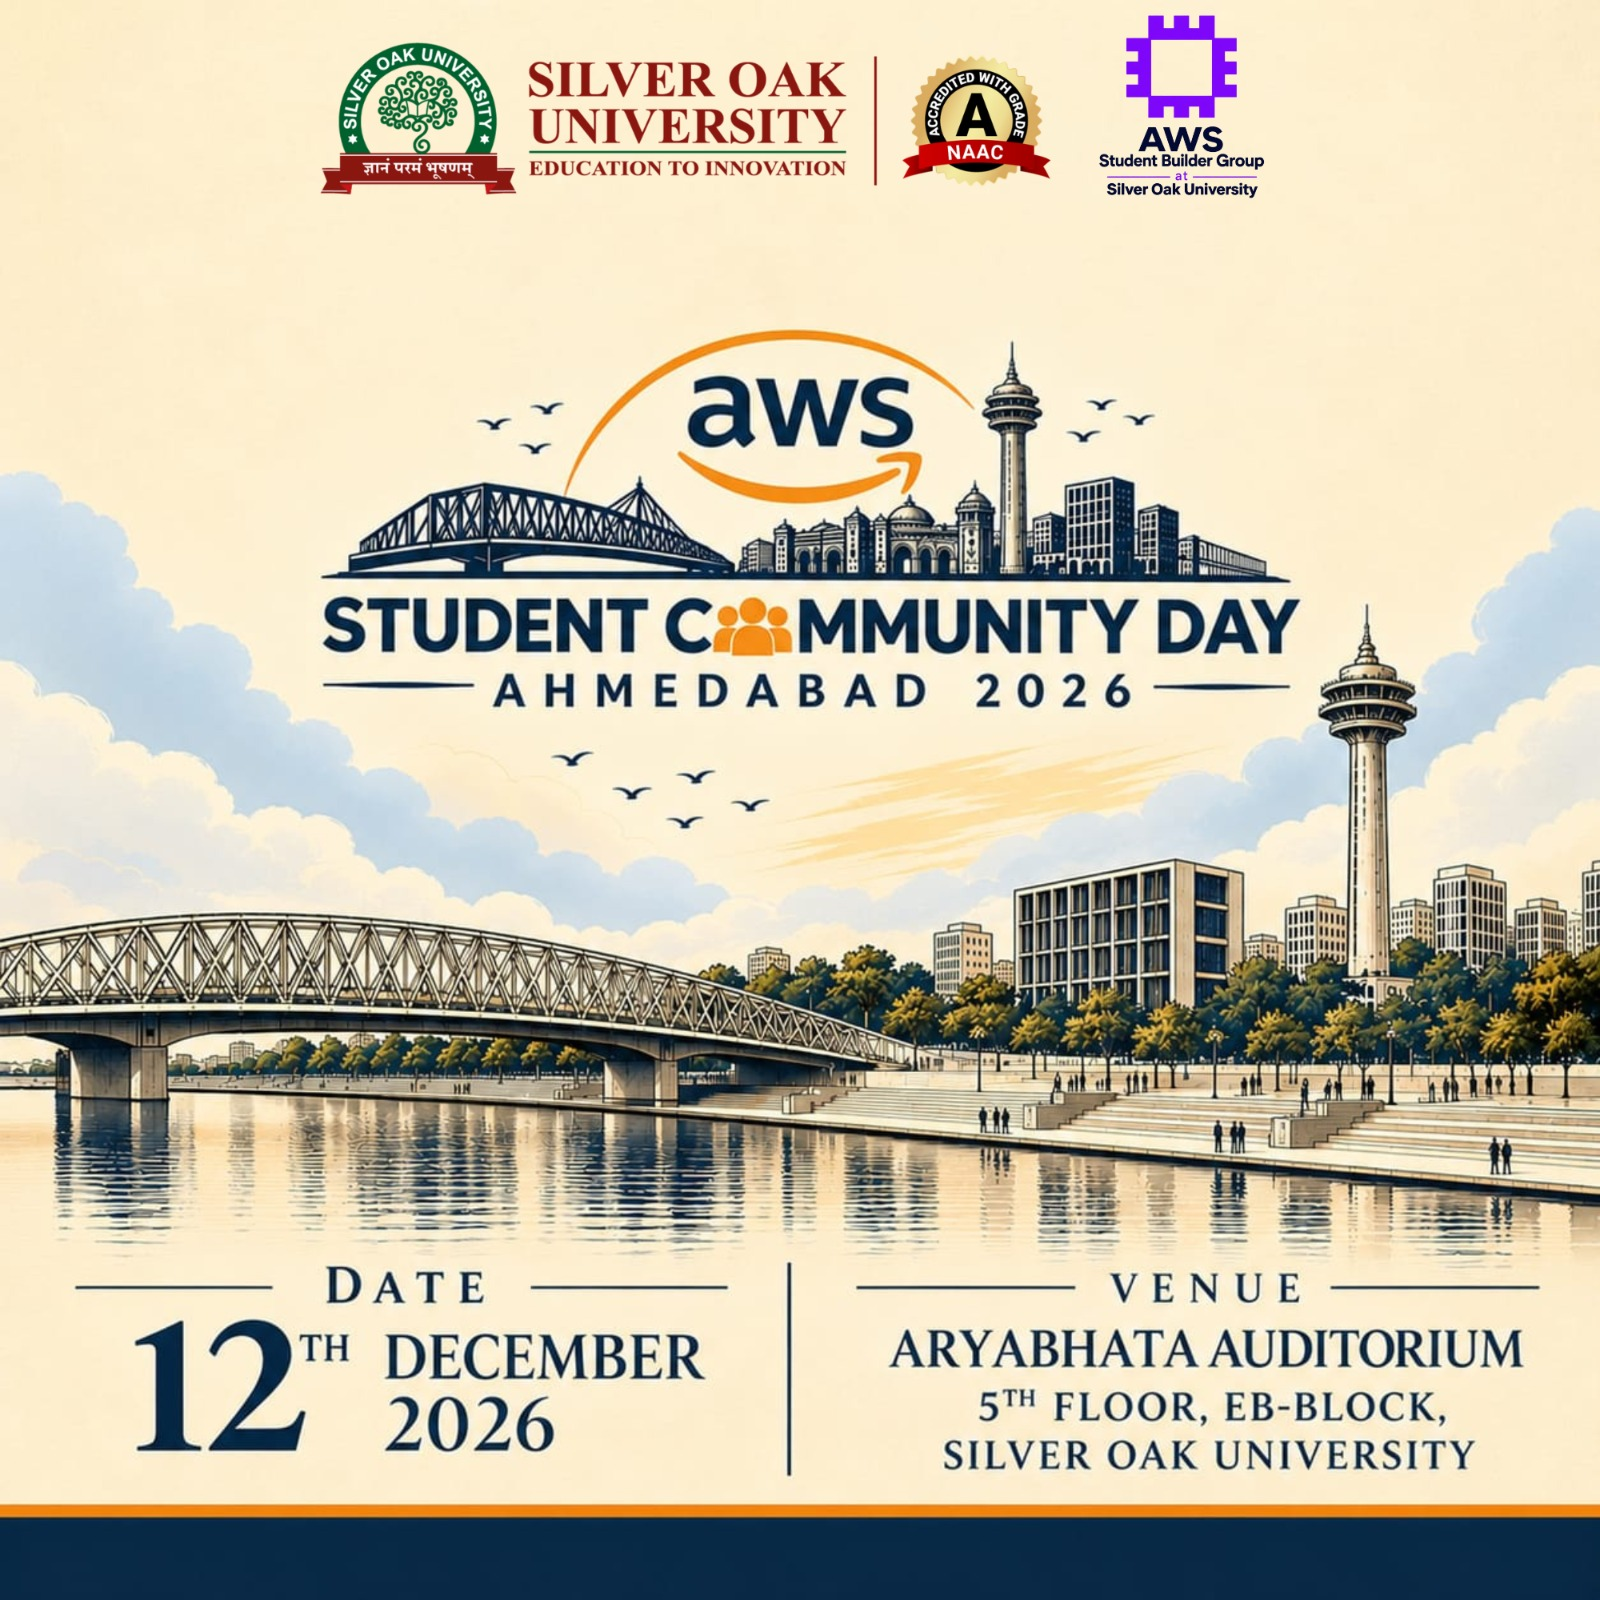 SILVER OAK UNIVERSITY
ज्ञानं परमं भूषणम्
SILVER OAK
UNIVERSITY
EDUCATION TO INNOVATION
ACCREDITED WITH GRADE
A
NAAC
AWS
Student Builder Group
at
Silver Oak University
aws
STUDENT COMMUNITY DAY
AHMEDABAD 2026
DATE
12TH DECEMBER
2026
VENUE
ARYABHATA AUDITORIUM
5TH FLOOR, EB-BLOCK,
SILVER OAK UNIVERSITY